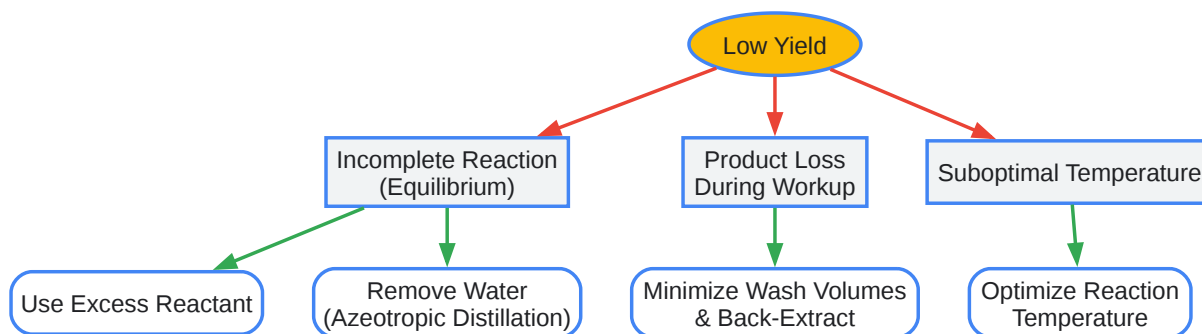 Low Yield
Incomplete Reaction
(Equilibrium)
Product Loss
During Workup
Suboptimal Temperature
Use Excess Reactant
Remove Water
(Azeotropic Distillation)
Minimize Wash Volumes
& Back-Extract
Optimize Reaction
Temperature